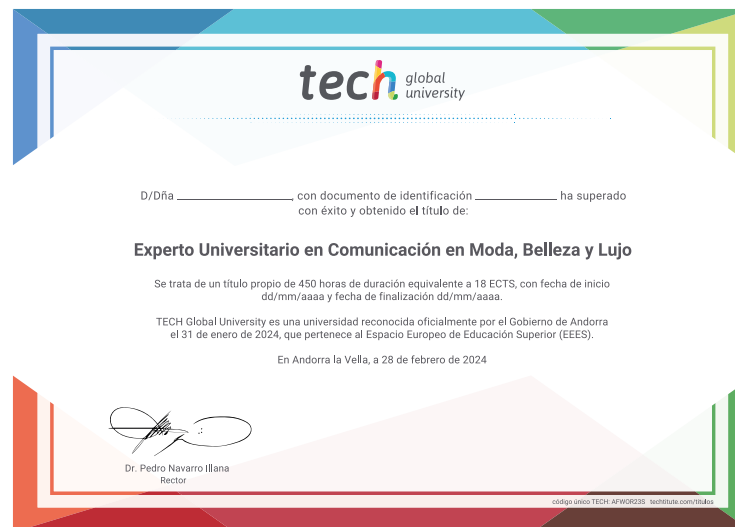 tech global university
D/Dña ____________________, con documento de identificación ______________ ha superado
con éxito y obtenido el título de:
Experto Universitario en Comunicación en Moda, Belleza y Lujo
Se trata de un título propio de 450 horas de duración equivalente a 18 ECTS, con fecha de inicio
dd/mm/aaaa y fecha de finalización dd/mm/aaaa.
TECH Global University es una universidad reconocida oficialmente por el Gobierno de Andorra
el 31 de enero de 2024, que pertenece al Espacio Europeo de Educación Superior (EEES).
En Andorra la Vella, a 28 de febrero de 2024
Dr. Pedro Navarro Illana
Rector
código único TECH: AFWOR23S techtitute.com/titulos